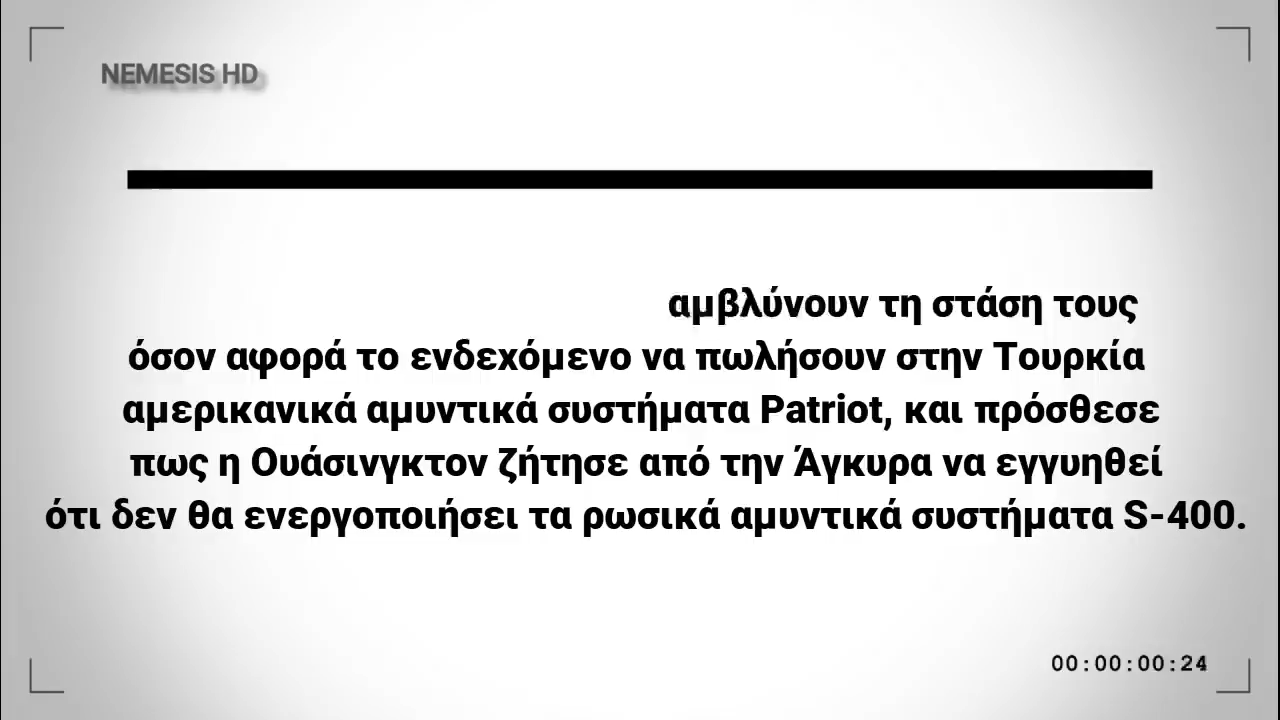 NEMESIS HD
αμβλύνουν τη στάση τους
όσον αφορά το ενδεχόμενο να πωλήσουν στην Τουρκία
αμερικανικά αμυντικά συστήματα Patriot, και πρόσθεσε
πως η Ουάσινγκτον ζήτησε από την Άγκυρα να εγγυηθεί
ότι δεν θα ενεργοποιήσει τα ρωσικά αμυντικά συστήματα S-400.
00:00:00:24